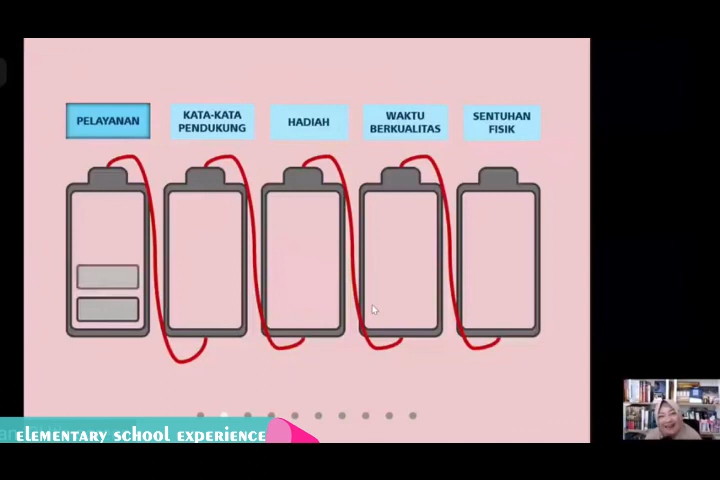 PELAYANAN
KATA-KATA
PENDUKUNG
HADIAH
WAKTU
BERKUALITAS
SENTUHAN
FISIK
elementary school experience